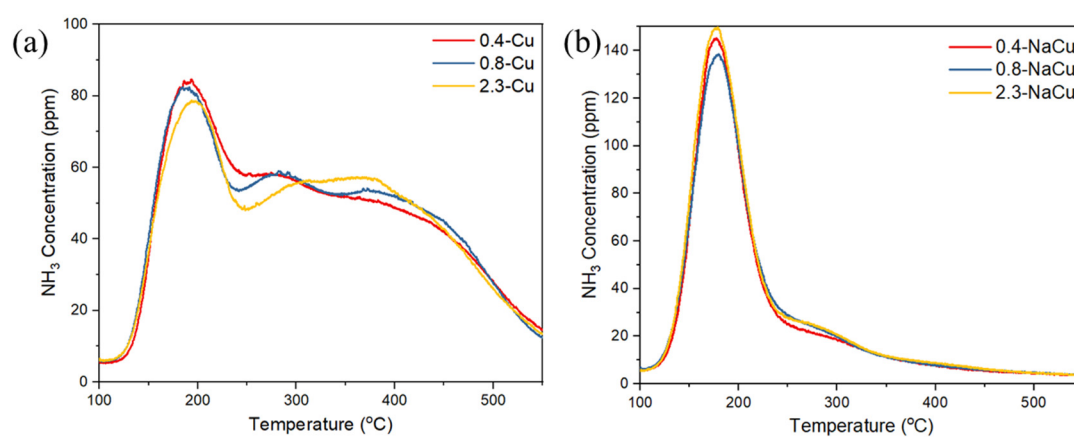 (a)
NH3 Concentration (ppm)
100
80
60
40
20
0
0.4-Cu
0.8-Cu
2.3-Cu
100
200
300
400
500
Temperature (oC)
(b)
NH3 Concentration (ppm)
140
120
100
80
60
40
20
0
0.4-NaCu
0.8-NaCu
2.3-NaCu
100
200
300
400
500
Temperature (oC)